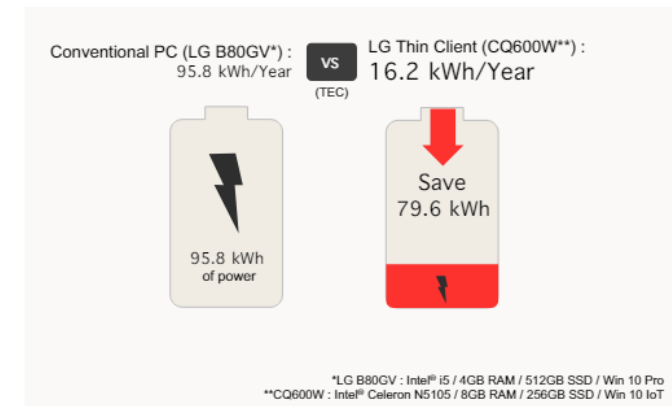 Conventional PC (LG B80GV*) :
95.8 kWh/Year
VS
(TEC)
LG Thin Client (CQ600W**) :
16.2 kWh/Year
95.8 kWh
of power
Save
79.6 kWh
*LG B80GV : Intel® i5 / 4GB RAM / 512GB SSD / Win 10 Pro
**CQ600W : Intel® Celeron N5105 / 8GB RAM / 256GB SSD / Win 10 IoT